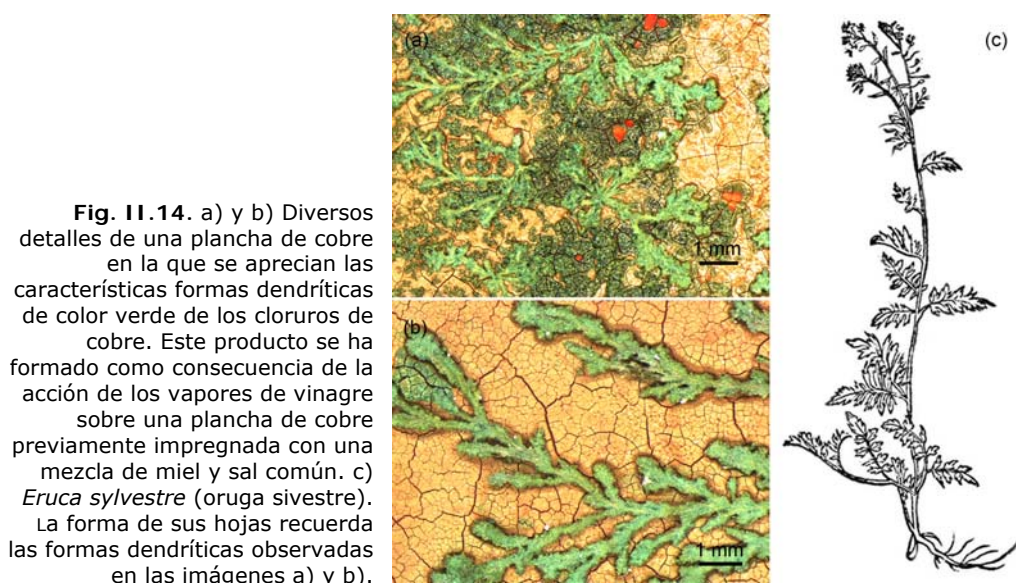 Fig. II.14. a) y b) Diversos
detalles de una plancha de cobre
en la que se aprecian las
características formas dendríticas
de color verde de los cloruros de
cobre. Este producto se ha
formado como consecuencia de la
acción de los vapores de vinagre
sobre una plancha de cobre
previamente impregnada con una
mezcla de miel y sal común. c)
Eruca sylvestre (oruga sivestre).
La forma de sus hojas recuerda
las formas dendríticas observadas
en las imágenes a) y b).
(a)
1 mm
(b)
1 mm
(c)